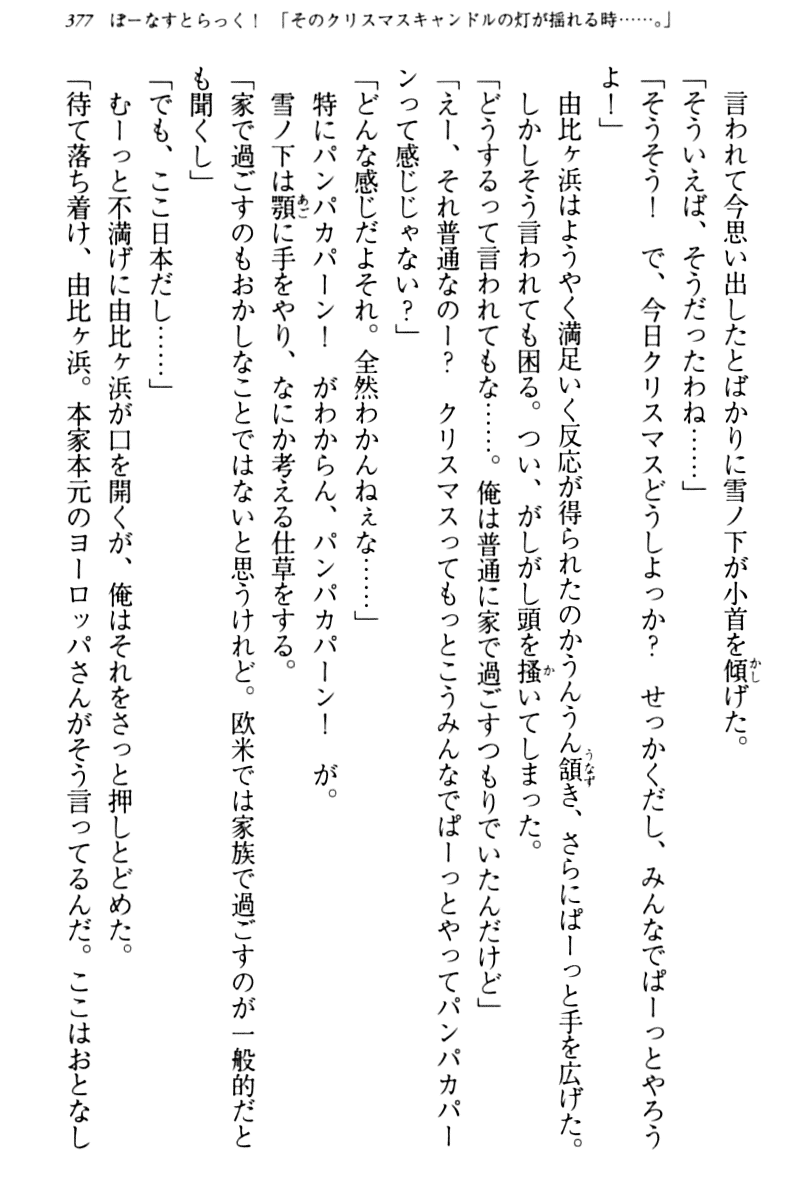 377 ぼーなすとらっく！ 「そのクリスマスキャンドルの灯が揺れる時……。」
　言われて今思い出したとばかりに雪ノ下が小首を傾げた。
「そういえば、そうだったわね……」
「そうそう！　で、今日クリスマスどうしよっか？　せっかくだし、みんなでぱーっとやろう
よ！」
　由比ヶ浜はようやく満足いく反応が得られたのかうんうん頷き、さらにぱーっと手を広げた。
　しかしそう言われても困る。つい、がしがし頭を掻いてしまった。
「どうするって言われてもな……。俺は普通に家で過ごすつもりでいたんだけど」
「えー、それ普通なのー？　クリスマスってもっとこうみんなでぱーっとやってパンパカパー
ンって感じじゃない？」
「どんな感じだよそれ。全然わかんねぇな……」
　特にパンパカパーン！　がわからん、パンパカパーン！　が。
　雪ノ下は顎に手をやり、なにか考える仕草をする。
「家で過ごすのもおかしなことではないと思うけれど。欧米では家族で過ごすのが一般的だと
も聞くし」
「でも、ここ日本だし……」
　むーっと不満げに由比ヶ浜が口を開くが、俺はそれをさっと押しとどめた。
「待て落ち着け、由比ヶ浜。本家本元のヨーロッパさんがそう言ってるんだ。ここはおとなし